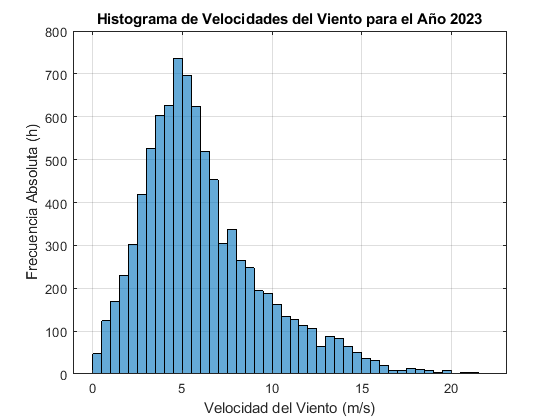 Histograma de Velocidades del Viento para el Año 2023
800
700
600
500
400
300
200
100
0
Frecuencia Absoluta (h)
0 5 10 15 20
Velocidad del Viento (m/s)